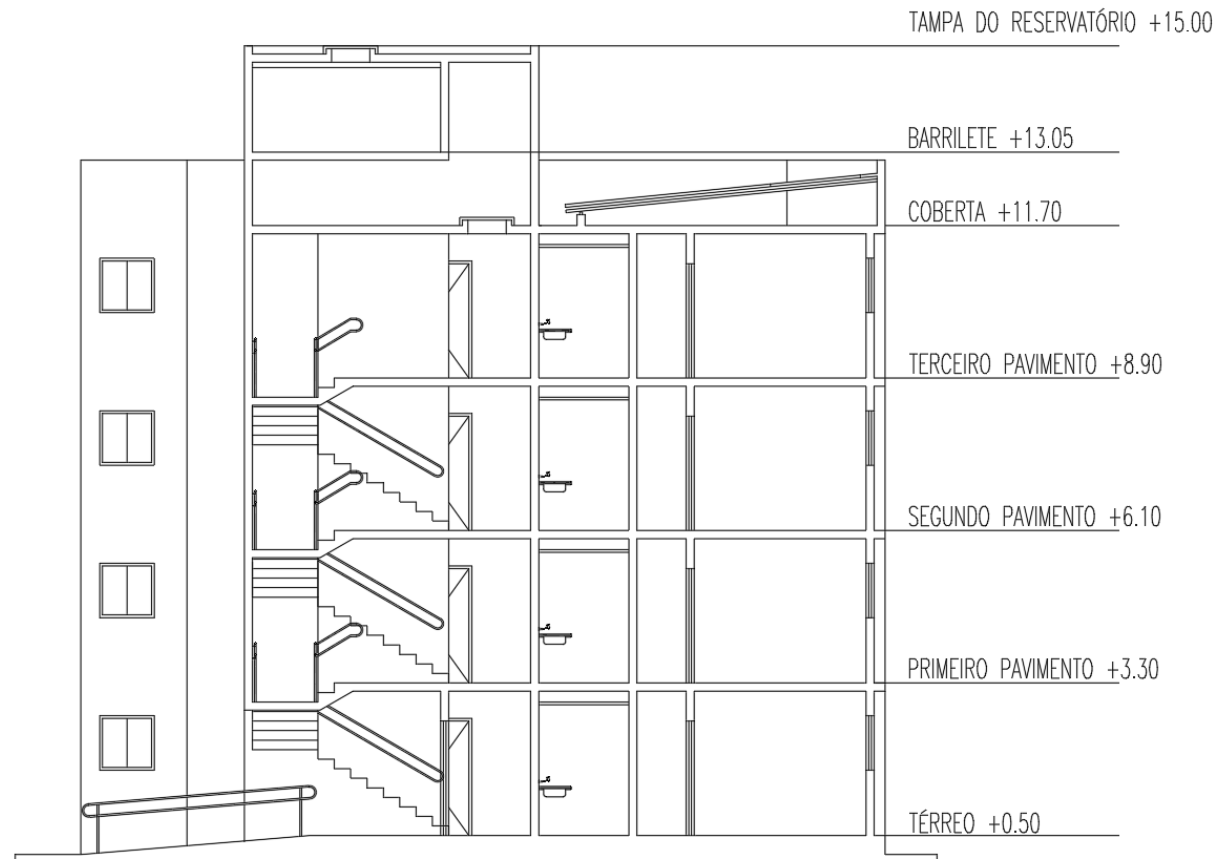 TAMPA DO RESERVATÓRIO +15.00
BARRILETE +13.05
COBERTA +11.70
TERCEIRO PAVIMENTO +8.90
SEGUNDO PAVIMENTO +6.10
PRIMEIRO PAVIMENTO +3.30
TÉRREO +0.50